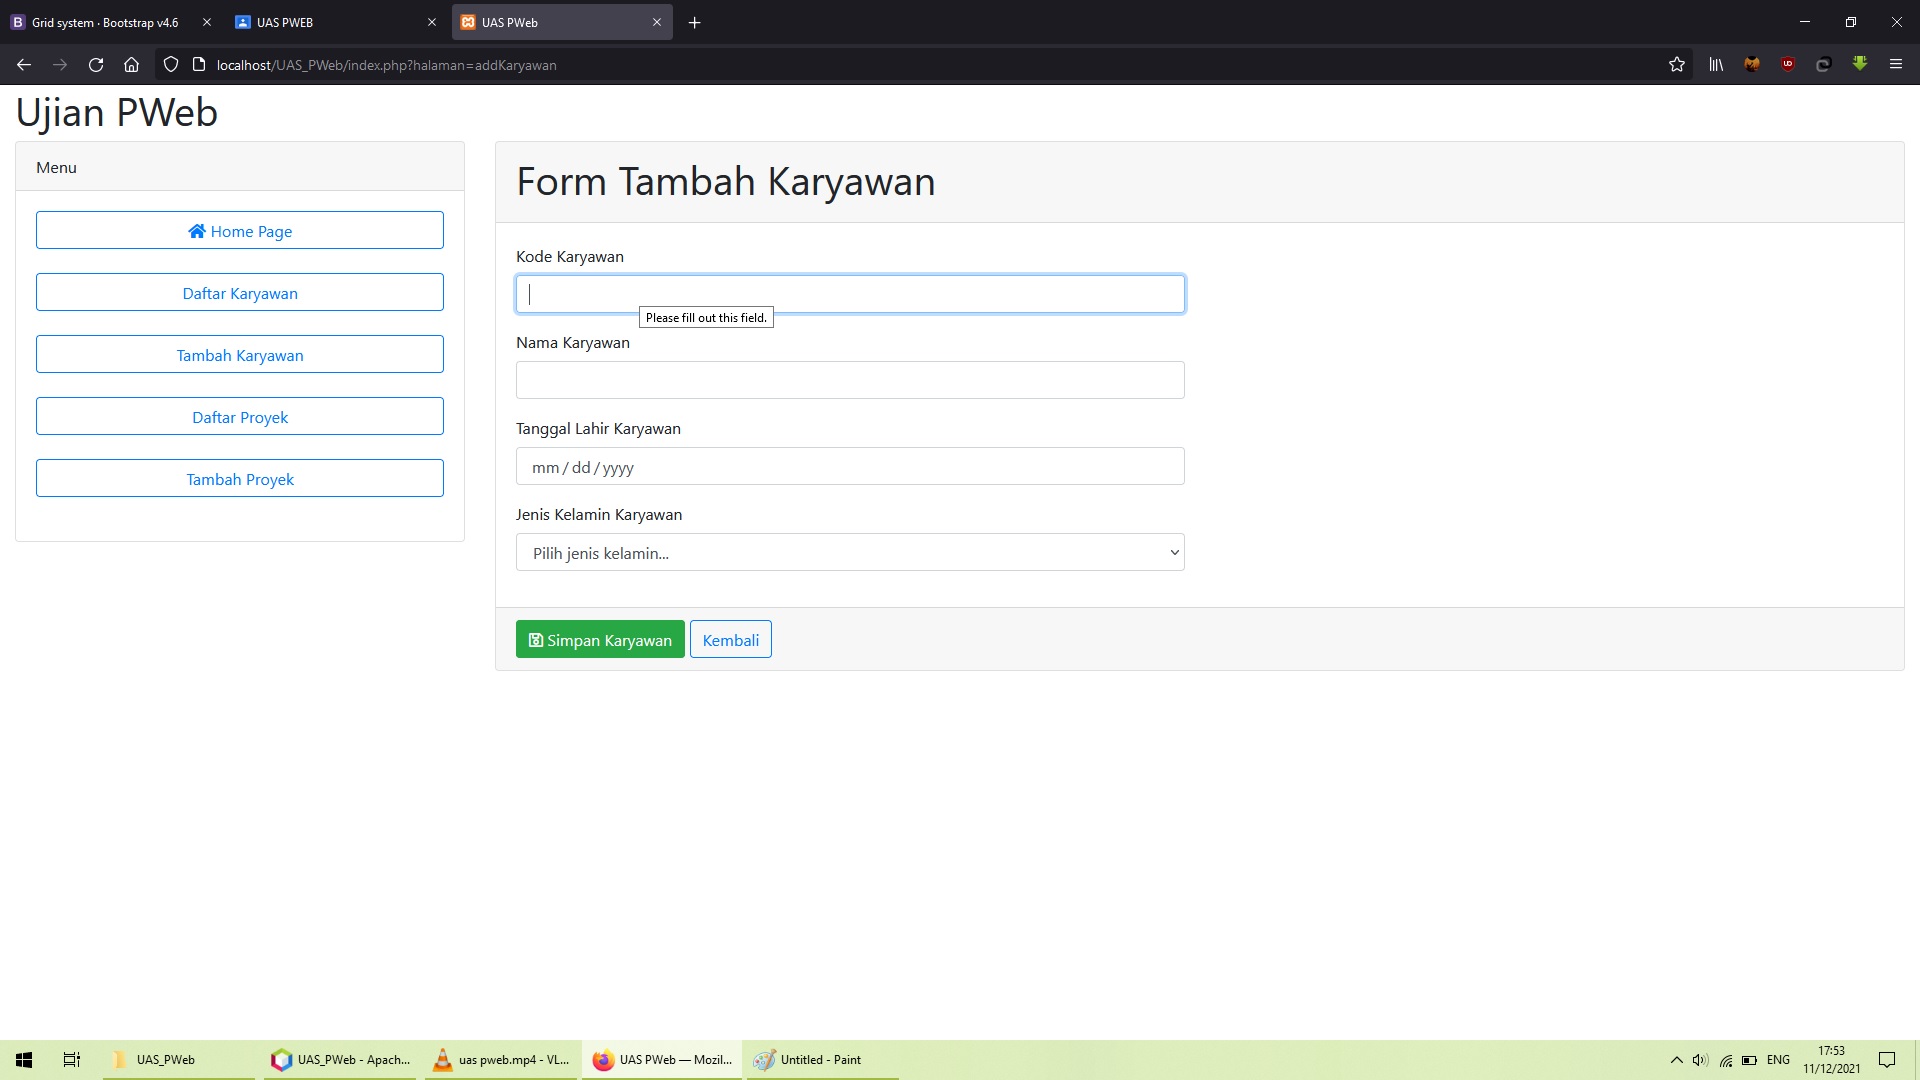 Grid system · Bootstrap v4.6
UAS PWEB
UAS PWeb
localhost/UAS_PWeb/index.php?halaman=addKaryawan
Ujian PWeb
Menu
Home Page
Daftar Karyawan
Tambah Karyawan
Daftar Proyek
Tambah Proyek
Form Tambah Karyawan
Kode Karyawan
Please fill out this field.
Nama Karyawan
Tanggal Lahir Karyawan
mm / dd / yyyy
Jenis Kelamin Karyawan
Pilih jenis kelamin...
Simpan Karyawan
Kembali
UAS_PWeb
UAS_PWeb - Apach...
uas pweb.mp4 - VL...
UAS PWeb — Mozil...
Untitled - Paint
ENG
17:53
11/12/2021